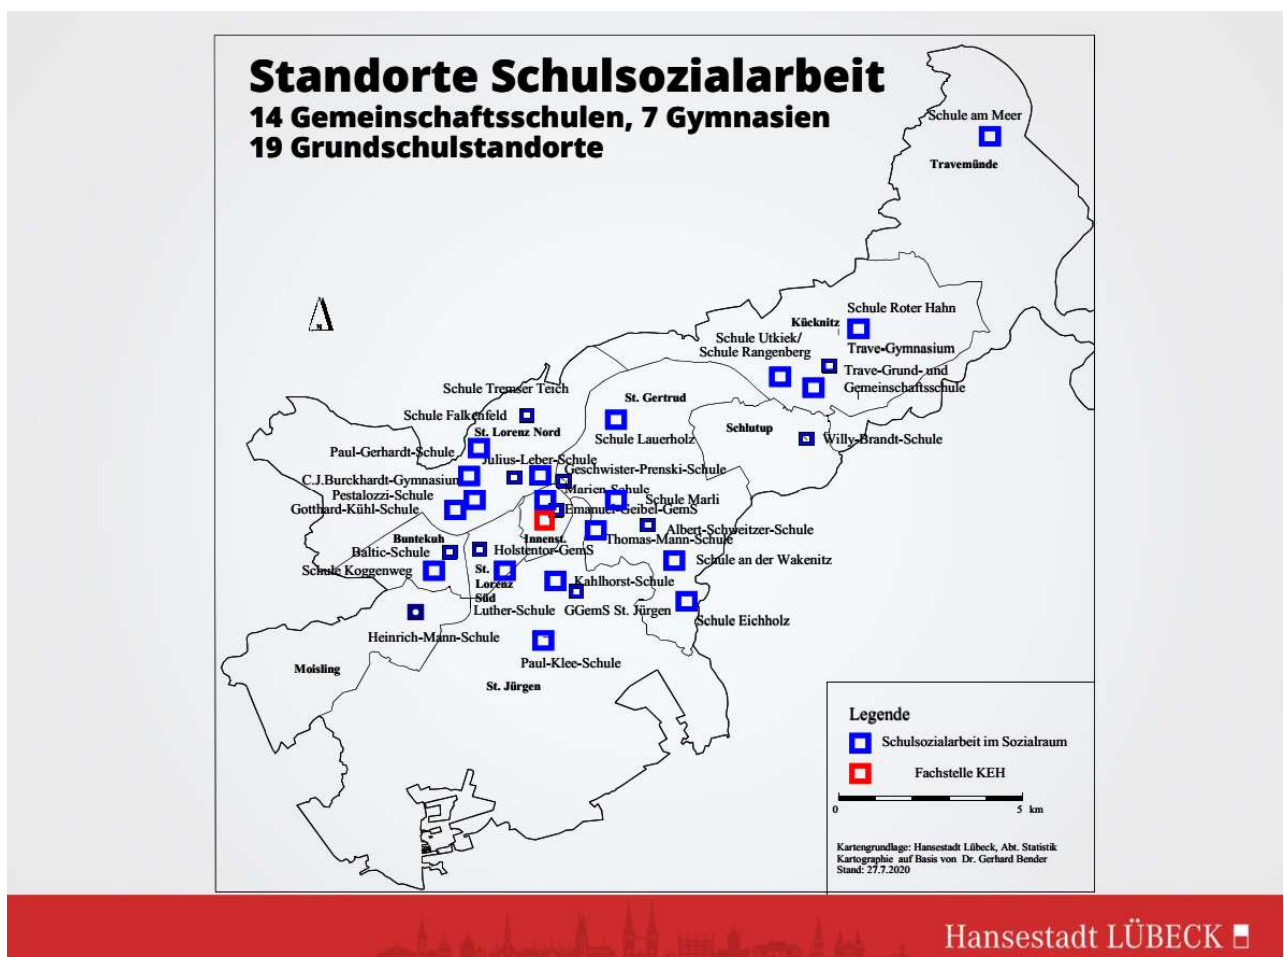 Standorte Schulsozialarbeit
14 Gemeinschaftsschulen, 7 Gymnasien
19 Grundschulstandorte
Schule am Meer
Travemünde
Schule Roter Hahn
Kücknitz
Schule Utkiek/
Schule Rangenberg
Trave-Gymnasium
Trave-Grund- und
Gemeinschaftsschule
Schule Tremser Teich
St. Gertrud
Schule Falkenfeld
St. Lorenz Nord
Schlutup
Schule Lauerholz
Willy-Brandt-Schule
Paul-Gerhardt-Schule
Julius-Leber-Schule
Geschwister-Prenski-Schule
C.J.Burckhardt-Gymnasium
Marien-Schule
Pestalozzi-Schule
Schule Marli
Gotthard-Kühl-Schule
Emanuel-Geibel-GemS
Albert-Schweitzer-Schule
Buntekuh
Innenst.
Thomas-Mann-Schule
Baltic-Schule
Holstentor-GemS
Schule an der Wakenitz
Schule Koggenweg
St.
Lorenz
Süd
Kahlhorst-Schule
Luther-Schule
GGemS St. Jürgen
Schule Eichholz
Heinrich-Mann-Schule
Paul-Klee-Schule
Moisling
St. Jürgen
Legende
Schulsozialarbeit im Sozialraum
Fachstelle KEH
0 5 km
Kartengrundlage: Hansestadt Lübeck, Abt. Statistik
Kartographie auf Basis von Dr. Gerhard Bender
Stand: 27.7.2020
Hansestadt LÜBECK